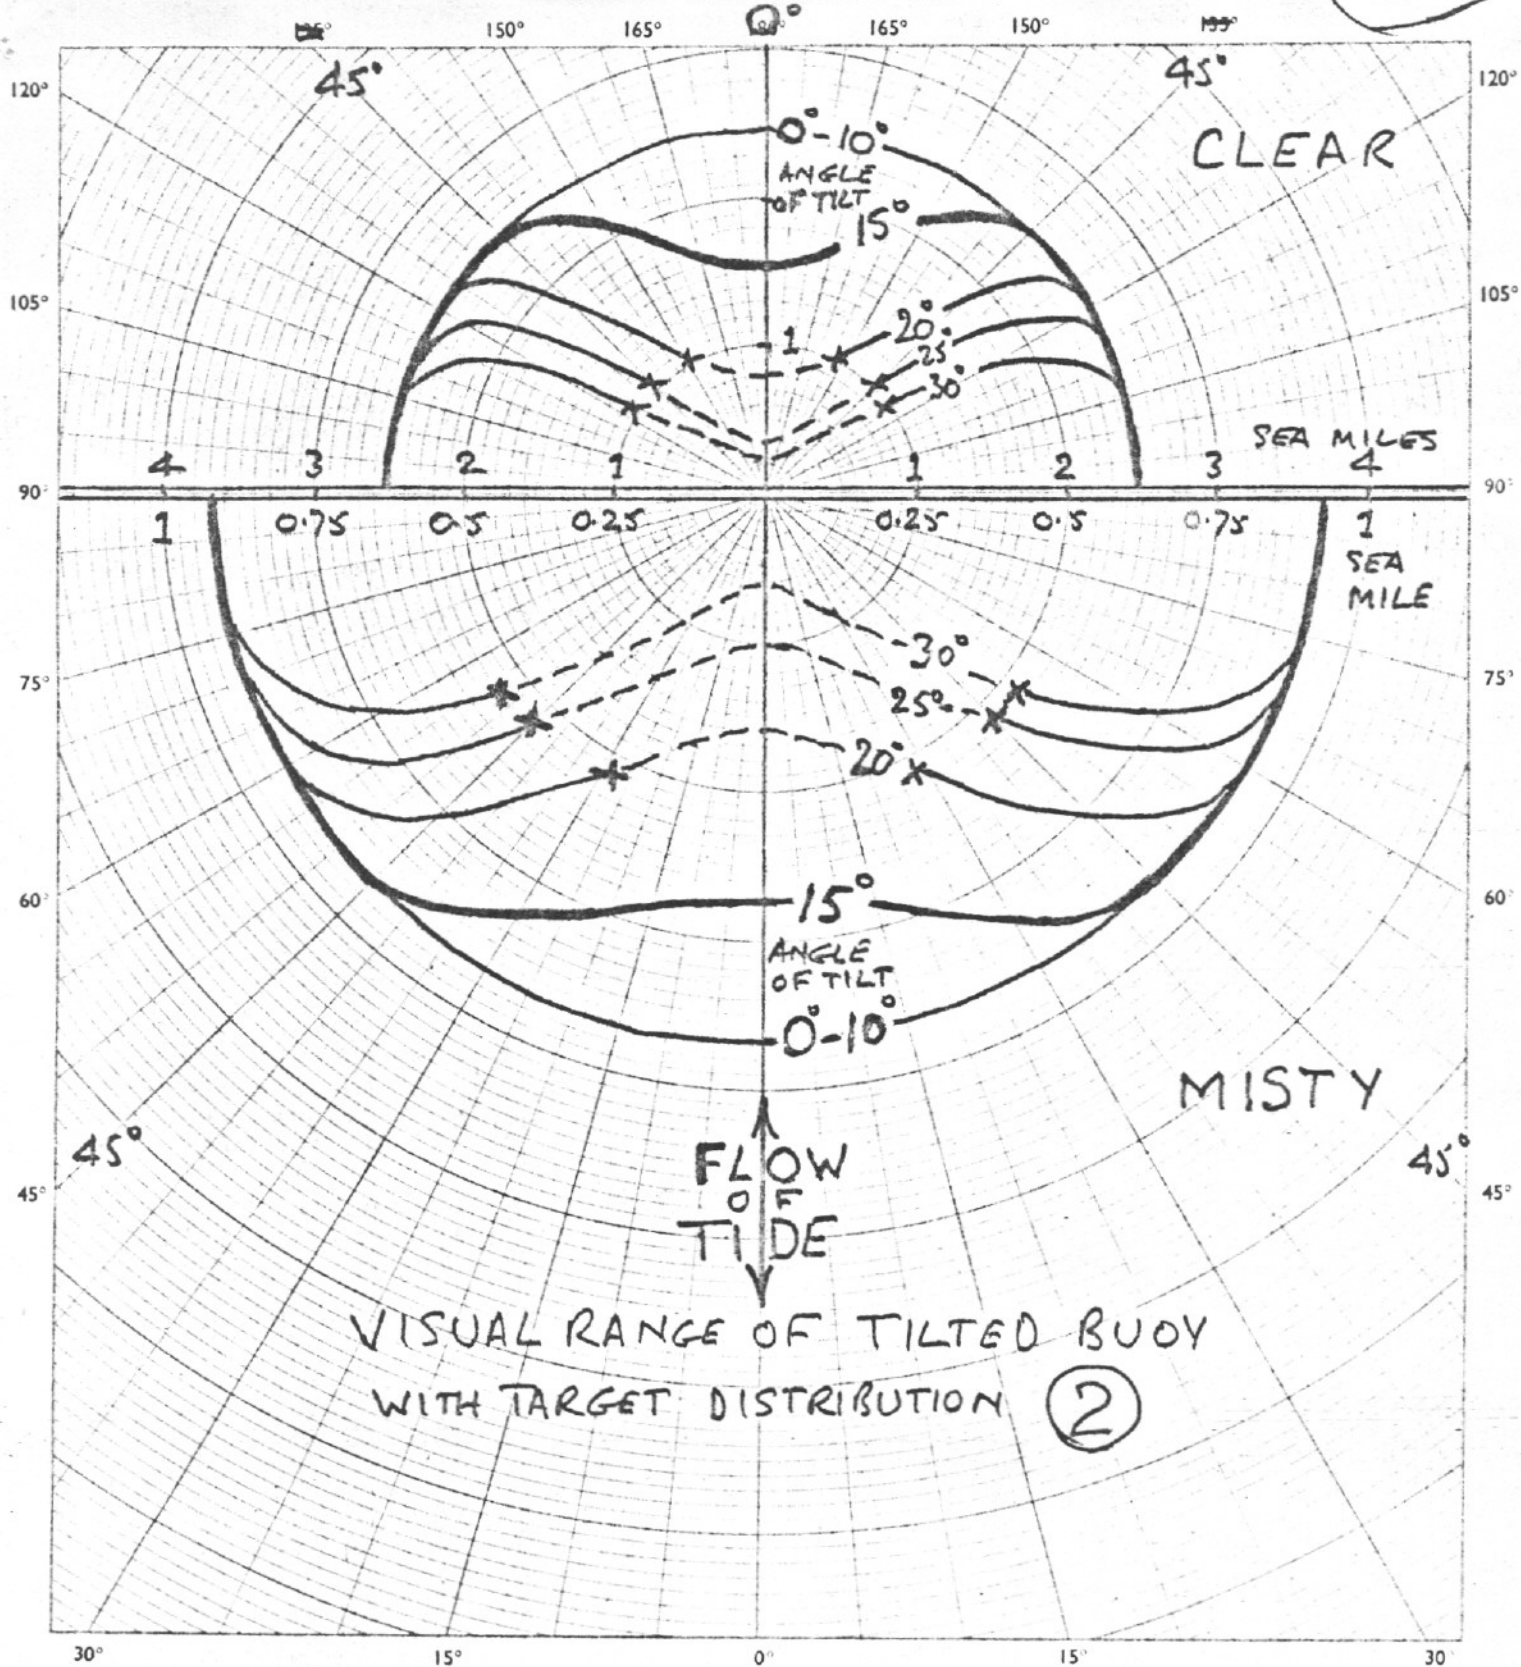 150° 165° 0° 165° 150°
120° 45° 45° 120°
0°-10° CLEAR
ANGLE
OF TILT
15°
105° 105°
1 20°
25
30°
SEA MILES
4 3 2 1 1 2 3 4
90° 90°
1 0.75 0.5 0.25 0.25 0.5 0.75 1
SEA
MILE
30°
75° 25° 75°
20°
60° 15° 60°
ANGLE
OF TILT
0°-10°
MISTY
45° FLOW 45°
45° OF 45°
TIDE
VISUAL RANGE OF TILTED BUOY
WITH TARGET DISTRIBUTION 2
30° 15° 0° 15° 30°